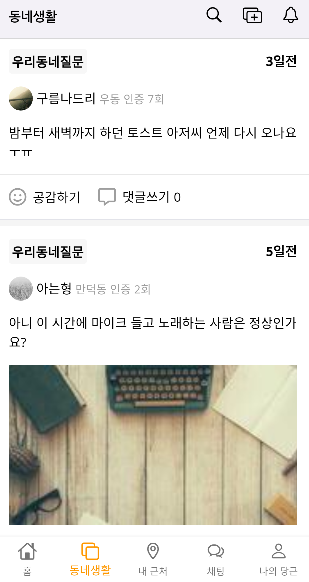 동네생활
우리동네질문 3일전
구름나드리 우동 인증 7회
밤부터 새벽까지 하던 토스트 아저씨 언제 다시 오나요
ㅜㅠ
공감하기 댓글쓰기 0
우리동네질문 5일전
아는형 만덕동 인증 2회
아니 이 시간에 마이크 들고 노래하는 사람은 정상인가
요?
홈 동네생활 내 근처 채팅 나의 당근